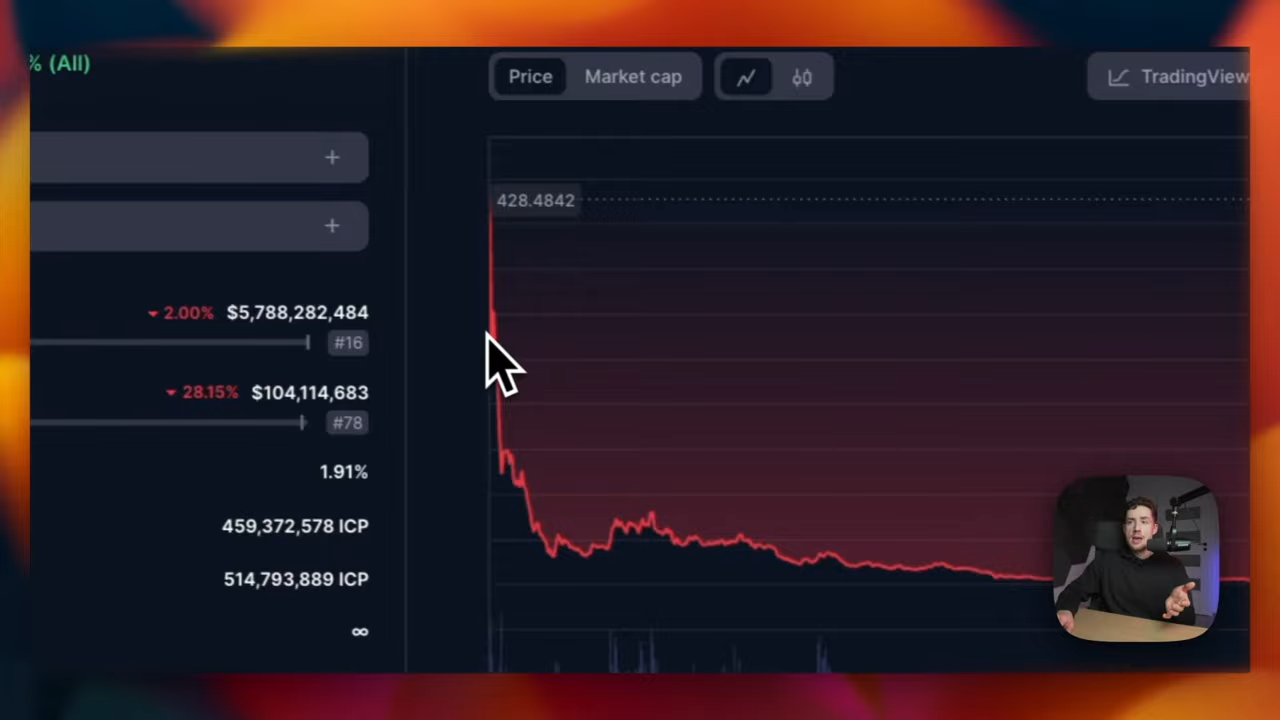 % (All)
Price Market cap
TradingView
428.4842
2.00% $5,788,282,484
#16
28.15% $104,114,683
#78
1.91%
459,372,578 ICP
514,793,889 ICP
∞